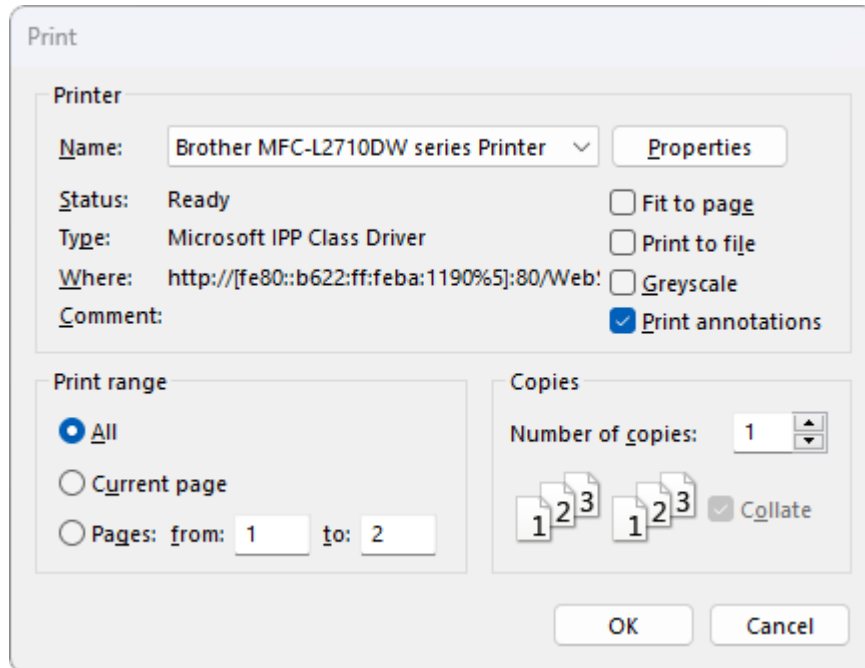 Print
Printer
Name: Brother MFC-L2710DW series Printer Properties
Status: Ready Fit to page
Type: Microsoft IPP Class Driver Print to file
Where: http://[fe80::b622:ff:feba:1190%5]:80/WebS Greyscale
Comment: Print annotations
Print range Copies
All Number of copies: 1
Current page 1 2 3 1 2 3 Collate
Pages: from: 1 to: 2
OK Cancel